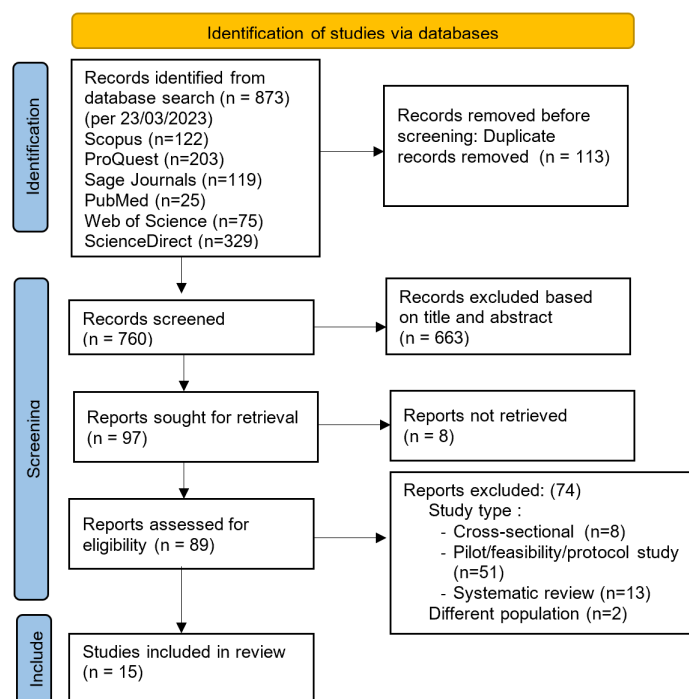 Identification of studies via databases
Identification
Records identified from
database search (n = 873)
(per 23/03/2023)
Scopus (n=122)
ProQuest (n=203)
Sage Journals (n=119)
PubMed (n=25)
Web of Science (n=75)
ScienceDirect (n=329)
Records removed before
screening: Duplicate
records removed (n = 113)
Screening
Records screened
(n = 760)
Records excluded based
on title and abstract
(n = 663)
Reports sought for retrieval
(n = 97)
Reports not retrieved
(n = 8)
Reports assessed for
eligibility (n = 89)
Reports excluded: (74)
Study type :
- Cross-sectional (n=8)
- Pilot/feasibility/protocol study
(n=51)
- Systematic review (n=13)
Different population (n=2)
Include
Studies included in review
(n = 15)